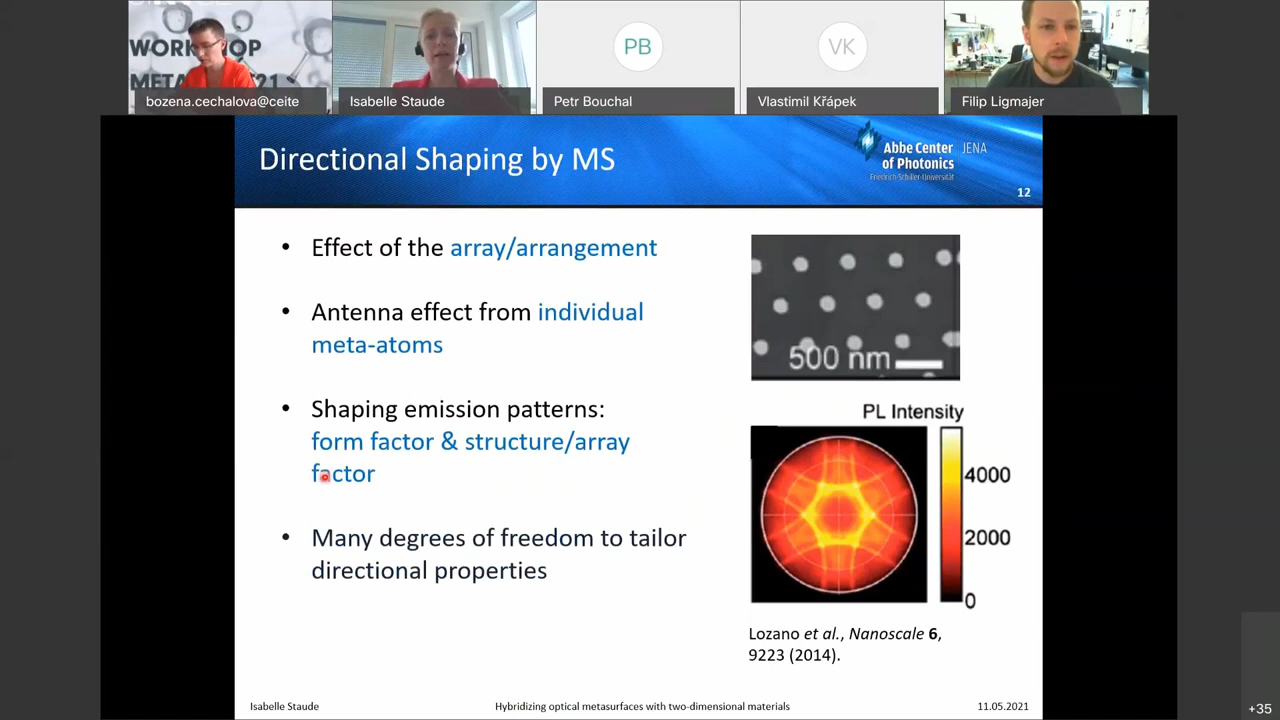 WORKSHOP
bozena.cechalova@ceite
Isabelle Staude
PB
Petr Bouchal
VK
Vlastimil Křápek
Filip Ligmajer
Directional Shaping by MS
Abbe Center
of Photonics
JENA
Friedrich-Schiller-Universität
12
• Effect of the array/arrangement
• Antenna effect from individual
meta-atoms
• Shaping emission patterns:
form factor & structure/array
factor
• Many degrees of freedom to tailor
directional properties
500 nm
PL Intensity
4000
2000
0
Lozano et al., Nanoscale 6,
9223 (2014).
Isabelle Staude
Hybridizing optical metasurfaces with two-dimensional materials
11.05.2021
+35